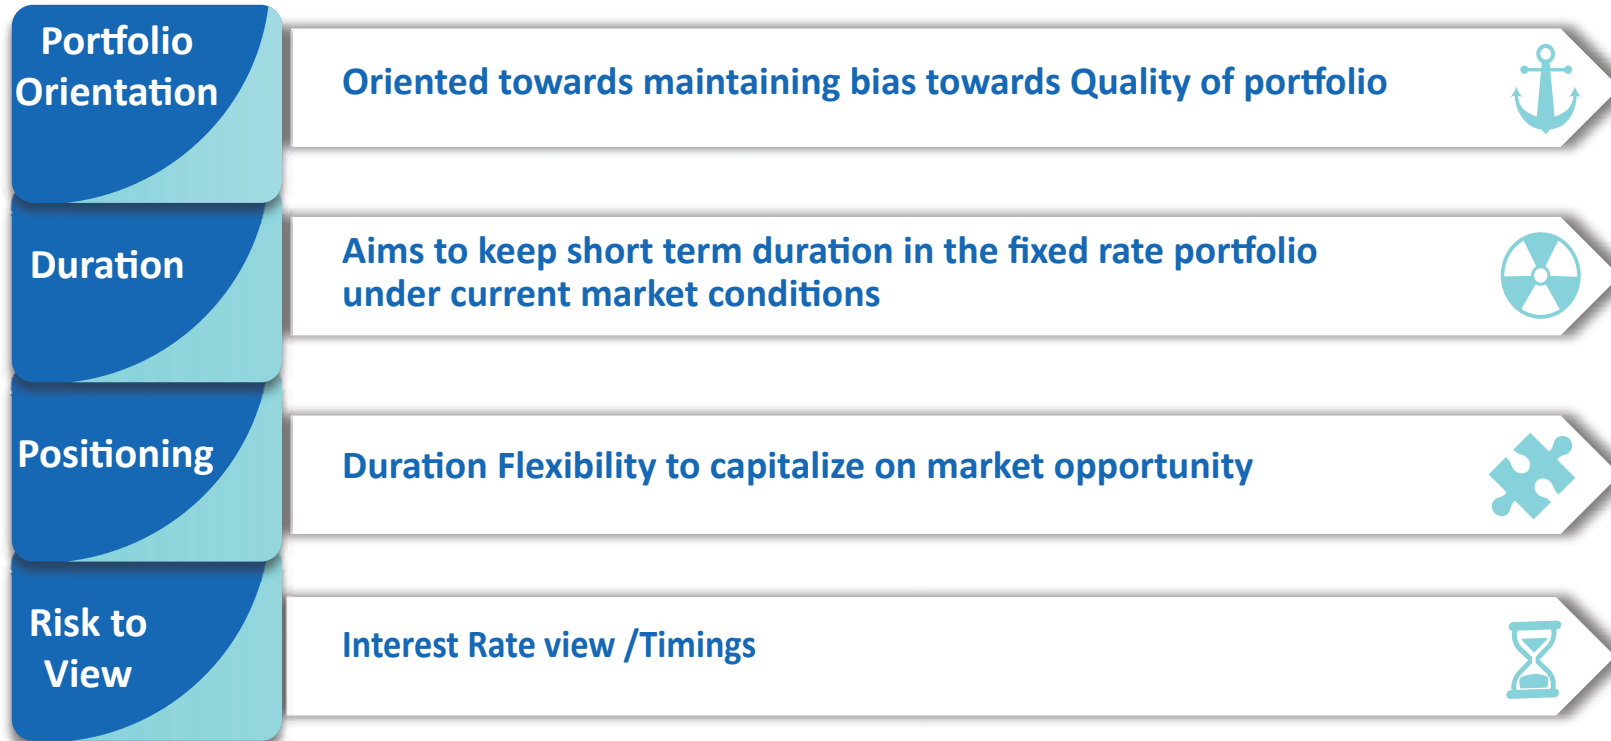 Portfolio
Orientation
Oriented towards maintaining bias towards Quality of portfolio
Duration
Aims to keep short term duration in the fixed rate portfolio
under current market conditions
Positioning
Duration Flexibility to capitalize on market opportunity
Risk to
View
Interest Rate view /Timings